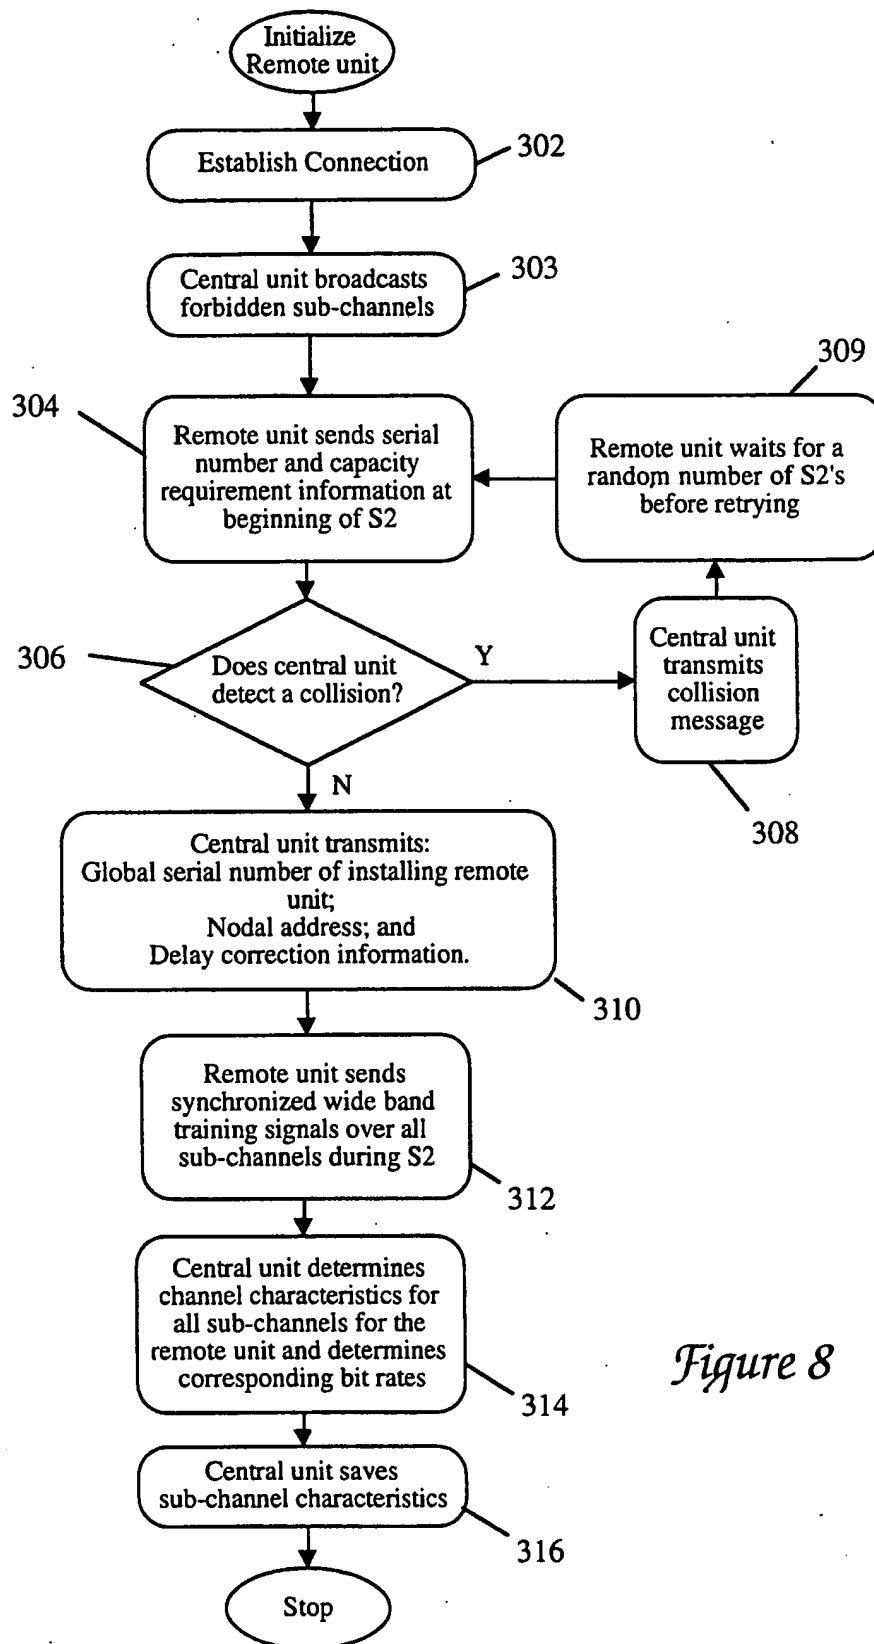 Initialize
Remote unit
Establish Connection
302
Central unit broadcasts
forbidden sub-channels
303
304
Remote unit sends serial
number and capacity
requirement information at
beginning of S2
309
Remote unit waits for a
random number of S2's
before retrying
306
Does central unit
detect a collision?
Y
Central unit
transmits
collision
message
308
N
Central unit transmits:
Global serial number of installing remote
unit;
Nodal address; and
Delay correction information.
310
Remote unit sends
synchronized wide band
training signals over all
sub-channels during S2
312
Central unit determines
channel characteristics for
all sub-channels for the
remote unit and determines
corresponding bit rates
314
Figure 8
Central unit saves
sub-channel characteristics
316
Stop